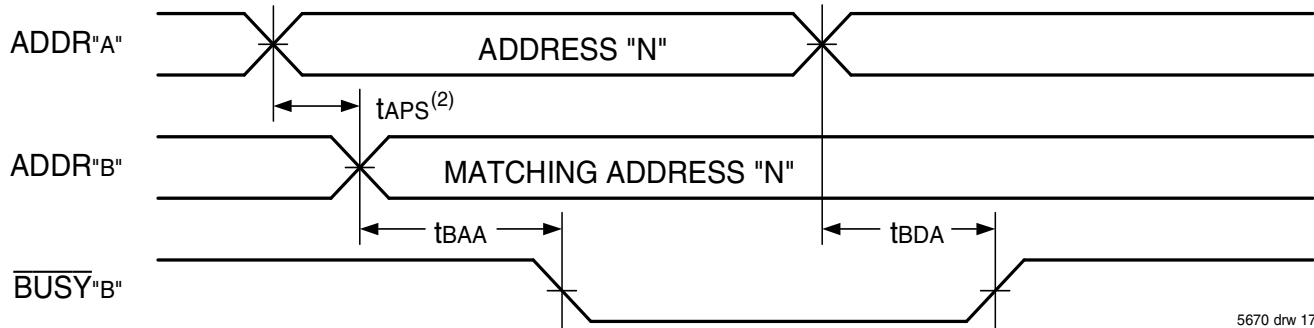 ADDR"A"
ADDRESS "N"
tAPS(2)
ADDR"B"
MATCHING ADDRESS "N"
tBAA
tBDA
BUSY"B"
5670 drw 17